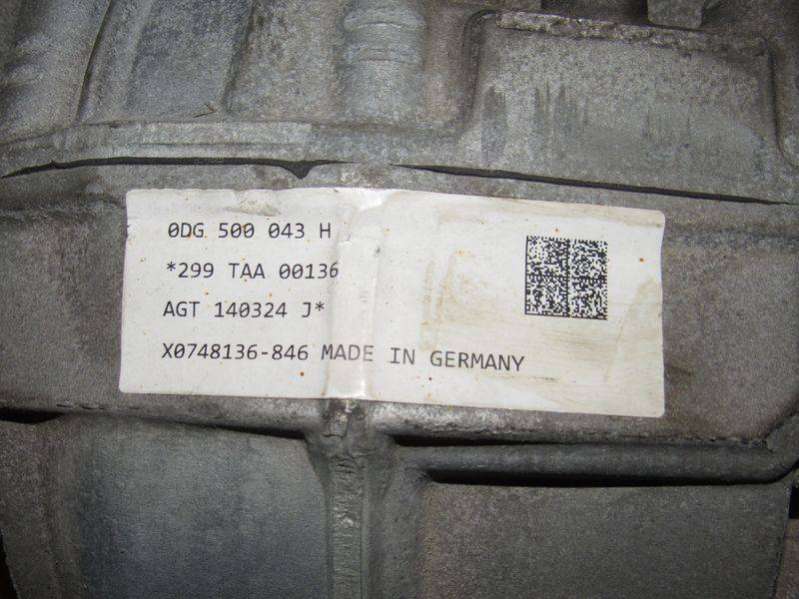 0DG 500 043 H
*299 TAA 00136
AGT 140324 J*
X0748136-846 MADE IN GERMANY